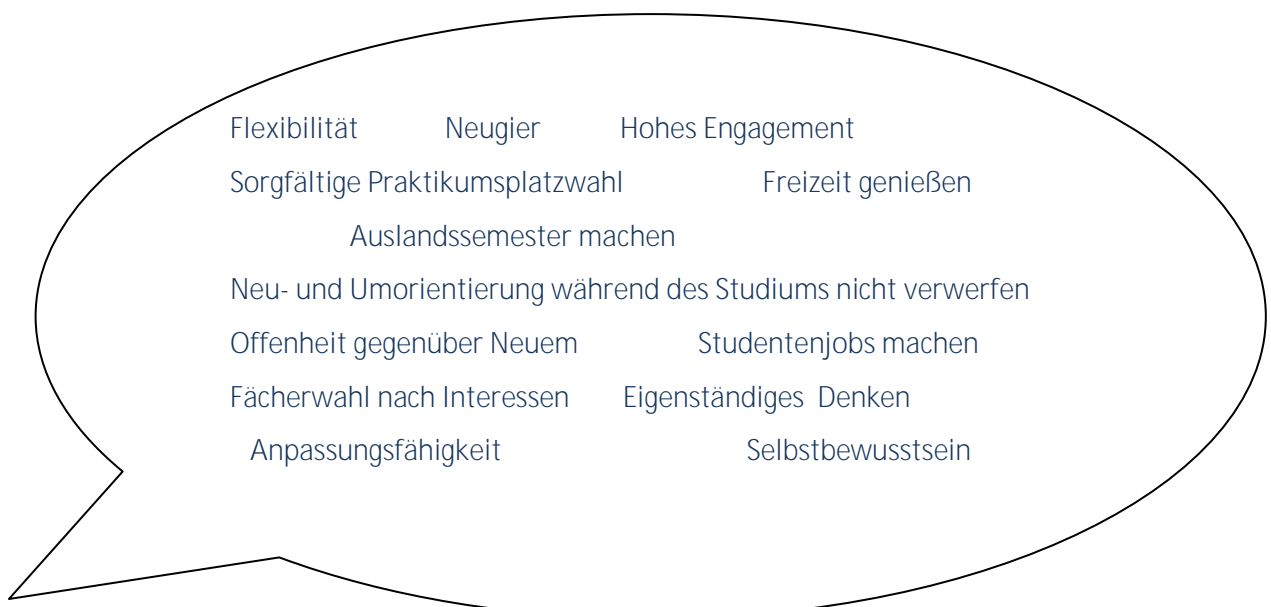 Flexibilität Neugier Hohes Engagement
Sorgfältige Praktikumsplatzwahl Freizeit genießen
Auslandssemester machen
Neu- und Umorientierung während des Studiums nicht verwerfen
Offenheit gegenüber Neuem Studentenjobs machen
Fächerwahl nach Interessen Eigenständiges Denken
Anpassungsfähigkeit Selbstbewusstsein